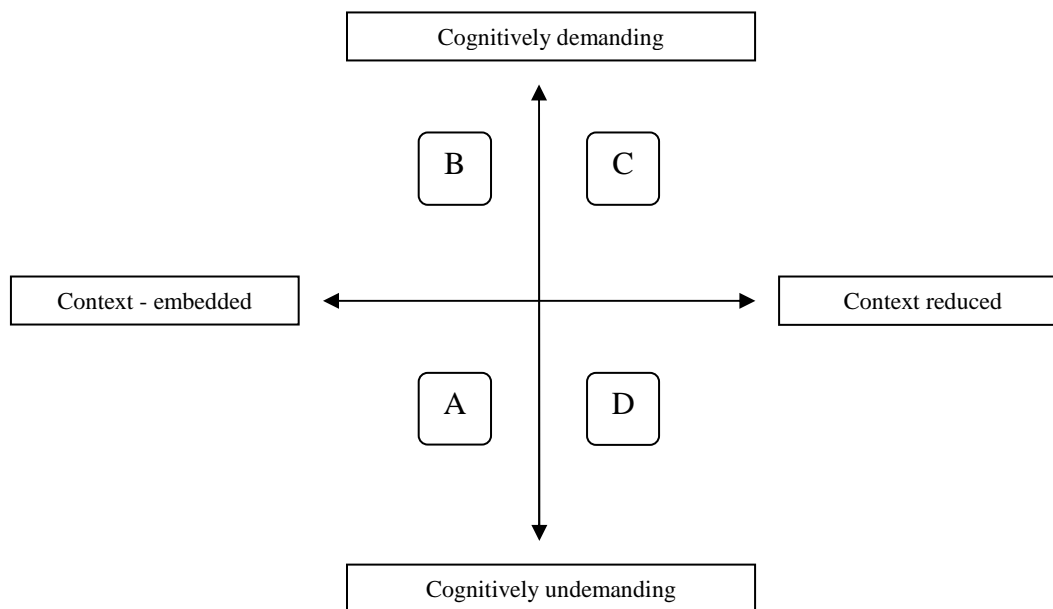 Cognitively demanding
B
C
Context - embedded
Context reduced
A
D
Cognitively undemanding